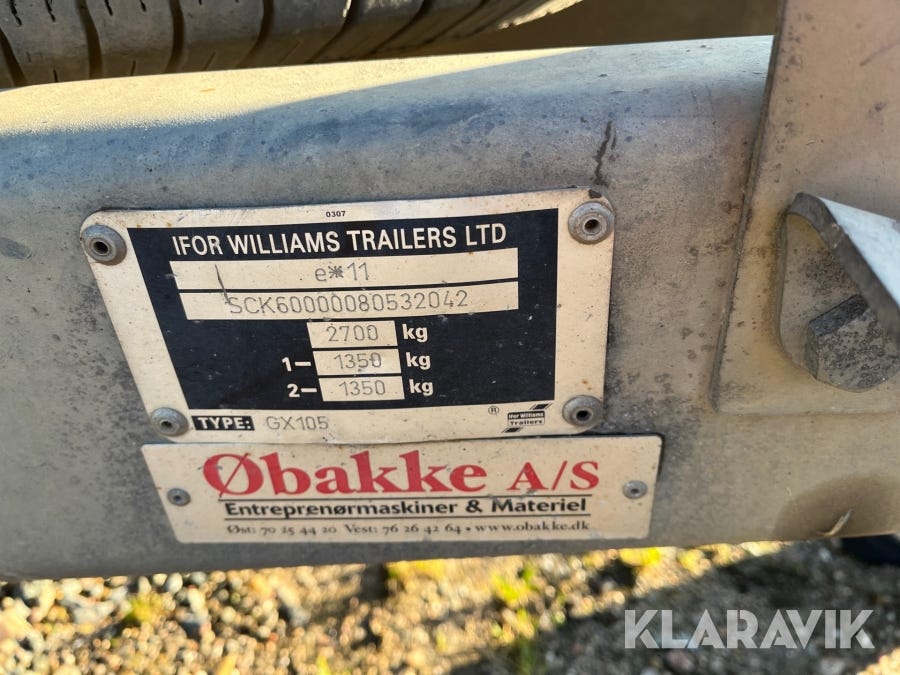 0307
IFOR WILLIAMS TRAILERS LTD
e*11
SCK60000080532042
2700 kg
1- 1350 kg
2- 1350 kg
TYPE: GX105 ® Ifor Williams
Trailers
Øbakke A/S
Entreprenørmaskiner & Materiel
Øst: 70 25 44 20 Vest: 76 26 42 64 • www.obakke.dk
KLARAVIK